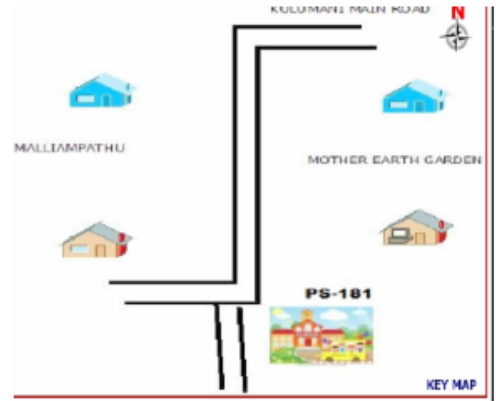 KULUMANI MAIN ROAD
N
MALLIAMPATHU
MOTHER EARTH GARDEN
PS-181
KEY MAP